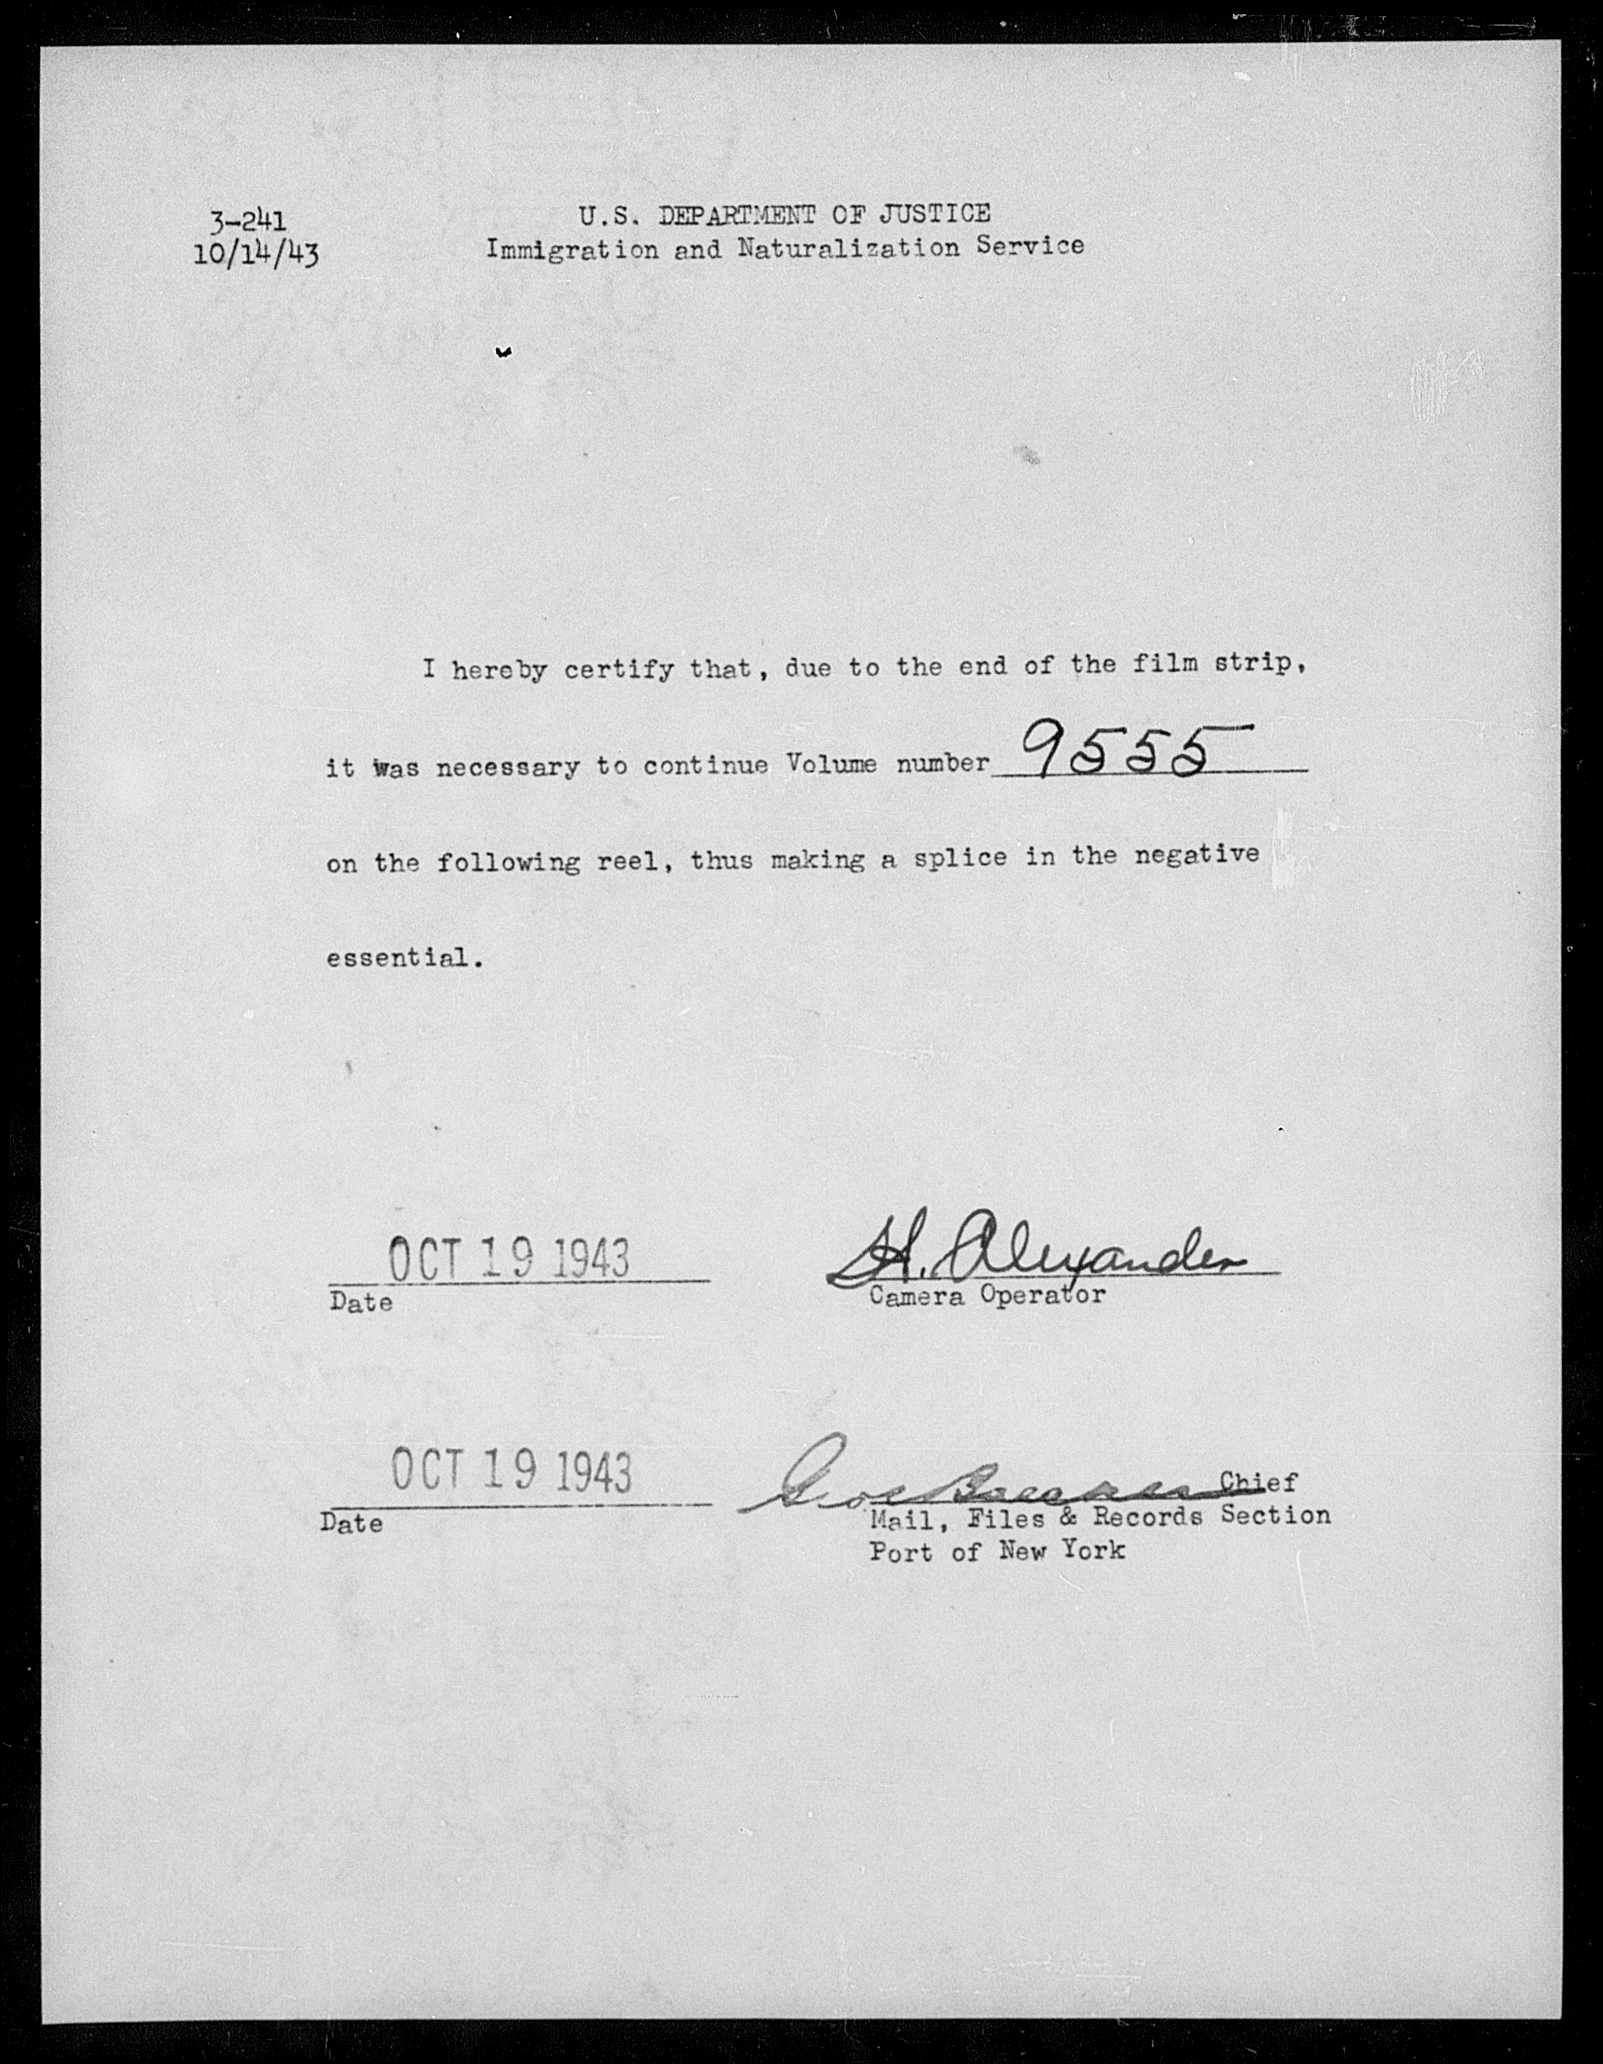 3-241
10/14/43
U.S. DEPARTMENT OF JUSTICE
Immigration and Naturalization Service
I hereby certify that, due to the end of the film strip,
it was necessary to continue Volume number 9555
on the following reel, thus making a splice in the negative
essential.
OCT 19 1943
Date
H. Alexander
Camera Operator
OCT 19 1943
Date
Chief
Mail, Files & Records Section
Port of New York